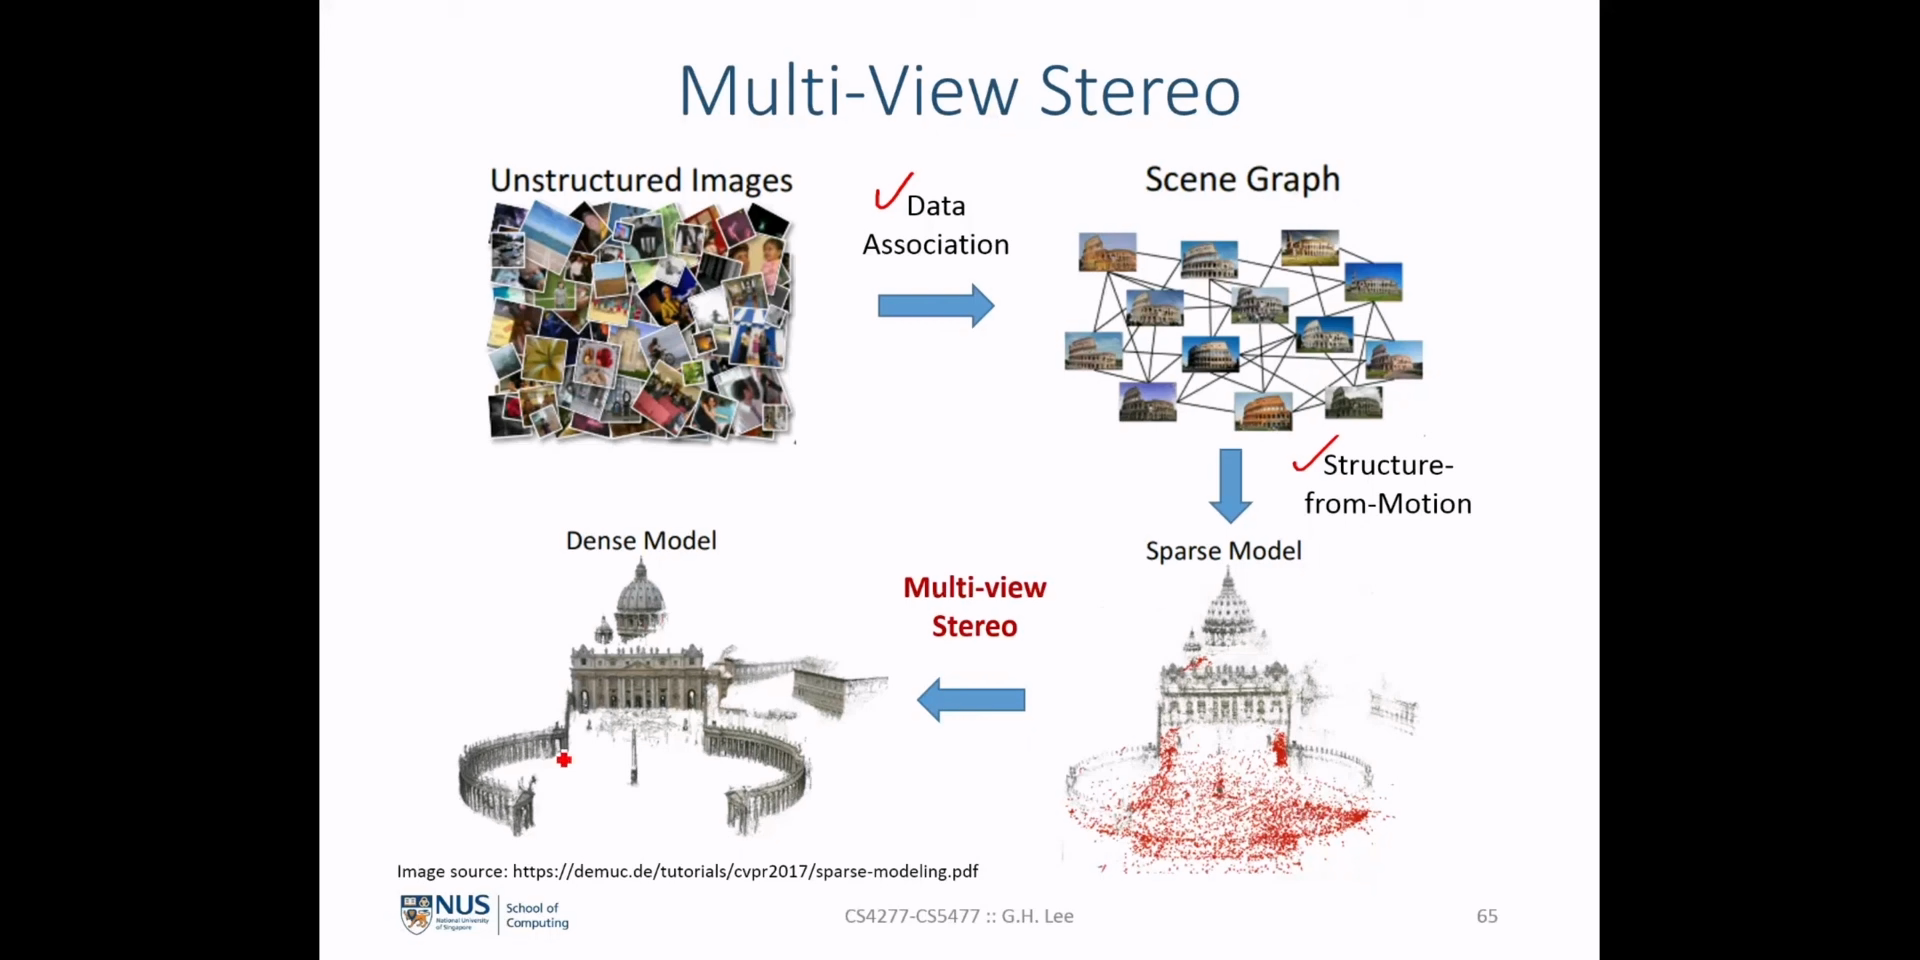 Multi-View Stereo
Unstructured Images
Data
Association
Scene Graph
Structure-
from-Motion
Dense Model
Multi-view
Stereo
Sparse Model
Image source: https://demuc.de/tutorials/cvpr2017/sparse-modeling.pdf
NUS
National University
of Singapore
School of
Computing
CS4277-CS5477 :: G.H. Lee
65